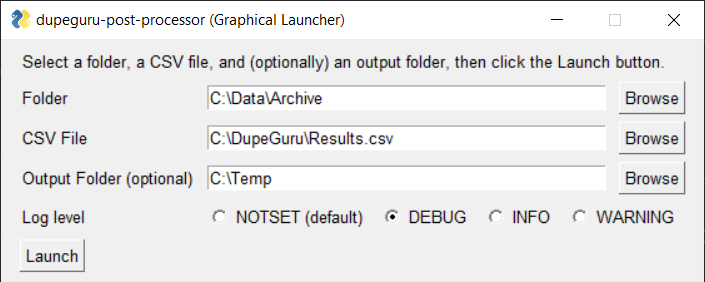 dupeguru-post-processor (Graphical Launcher)
Select a folder, a CSV file, and (optionally) an output folder, then click the Launch button.
Folder C:\Data\Archive Browse
CSV File C:\DupeGuru\Results.csv Browse
Output Folder (optional) C:\Temp Browse
Log level NOTSET (default) DEBUG INFO WARNING
Launch